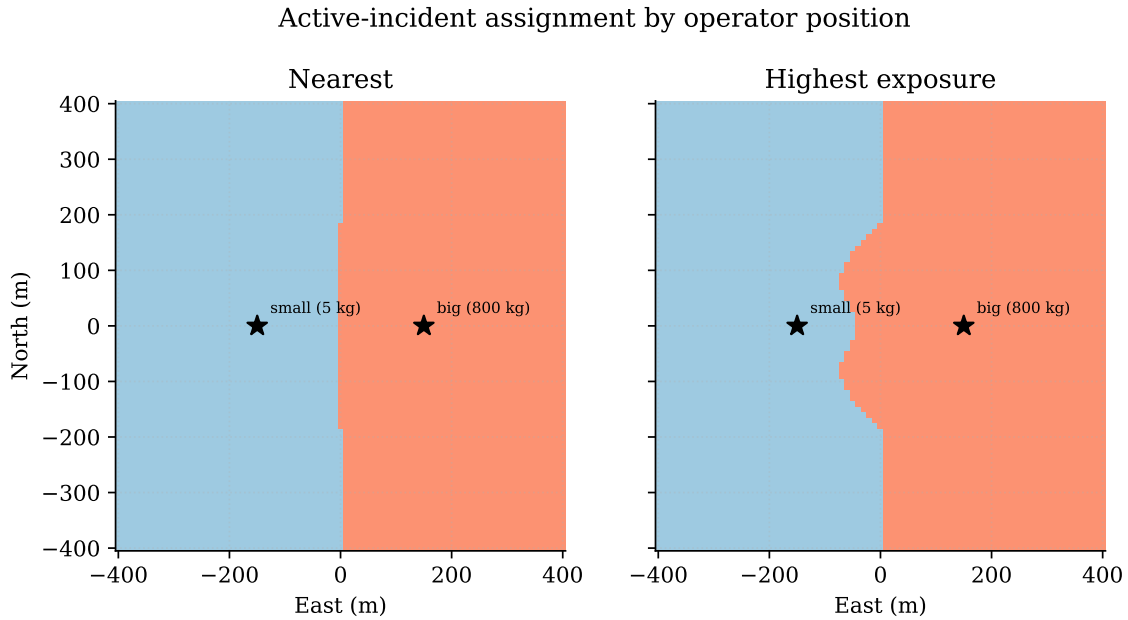 Active-incident assignment by operator position
Nearest
Highest exposure
400
300
200
100
0
−100
−200
−300
−400
North (m)
small (5 kg)
big (800 kg)
small (5 kg)
big (800 kg)
−400
−200
0
200
400
−400
−200
0
200
400
East (m)
East (m)